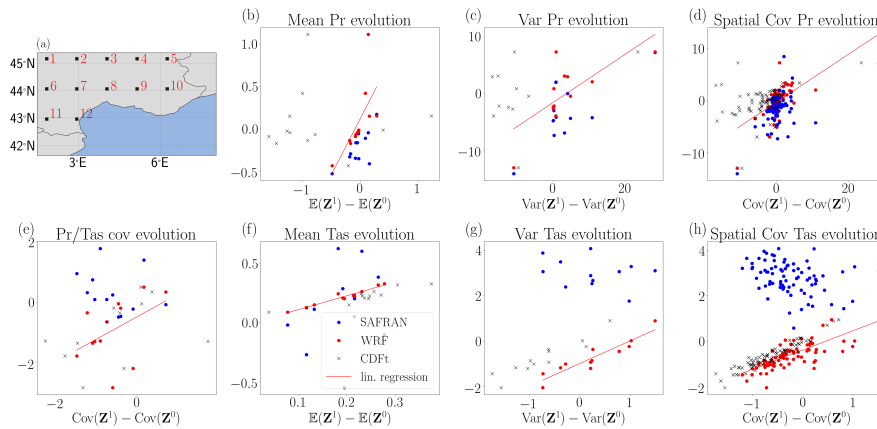 (a)
45°N
44°N
43°N
42°N
1 2 3 4 5
6 7 8 9 10
11 12
3°E 6°E
(b) Mean Pr evolution
1.0
0.5
0.0
−0.5
−1 0 1
𝔼(Z¹) − 𝔼(Z⁰)
(c) Var Pr evolution
10
0
−10
0 20
Var(Z¹) − Var(Z⁰)
(d) Spatial Cov Pr evolution
10
0
−10
0 20
Cov(Z¹) − Cov(Z⁰)
(e) Pr/Tas cov evolution
2
0
−2
−2 0
Cov(Z¹) − Cov(Z⁰)
(f) Mean Tas evolution
0.5
0.0
−0.5
0.1 0.2 0.3
𝔼(Z¹) − 𝔼(Z⁰)
SAFRAN
WRF
CDFt
lin. regression
(g) Var Tas evolution
4
2
0
−2
−1 0 1
Var(Z¹) − Var(Z⁰)
(h) Spatial Cov Tas evolution
4
2
0
−2
−1 0 1
Cov(Z¹) − Cov(Z⁰)